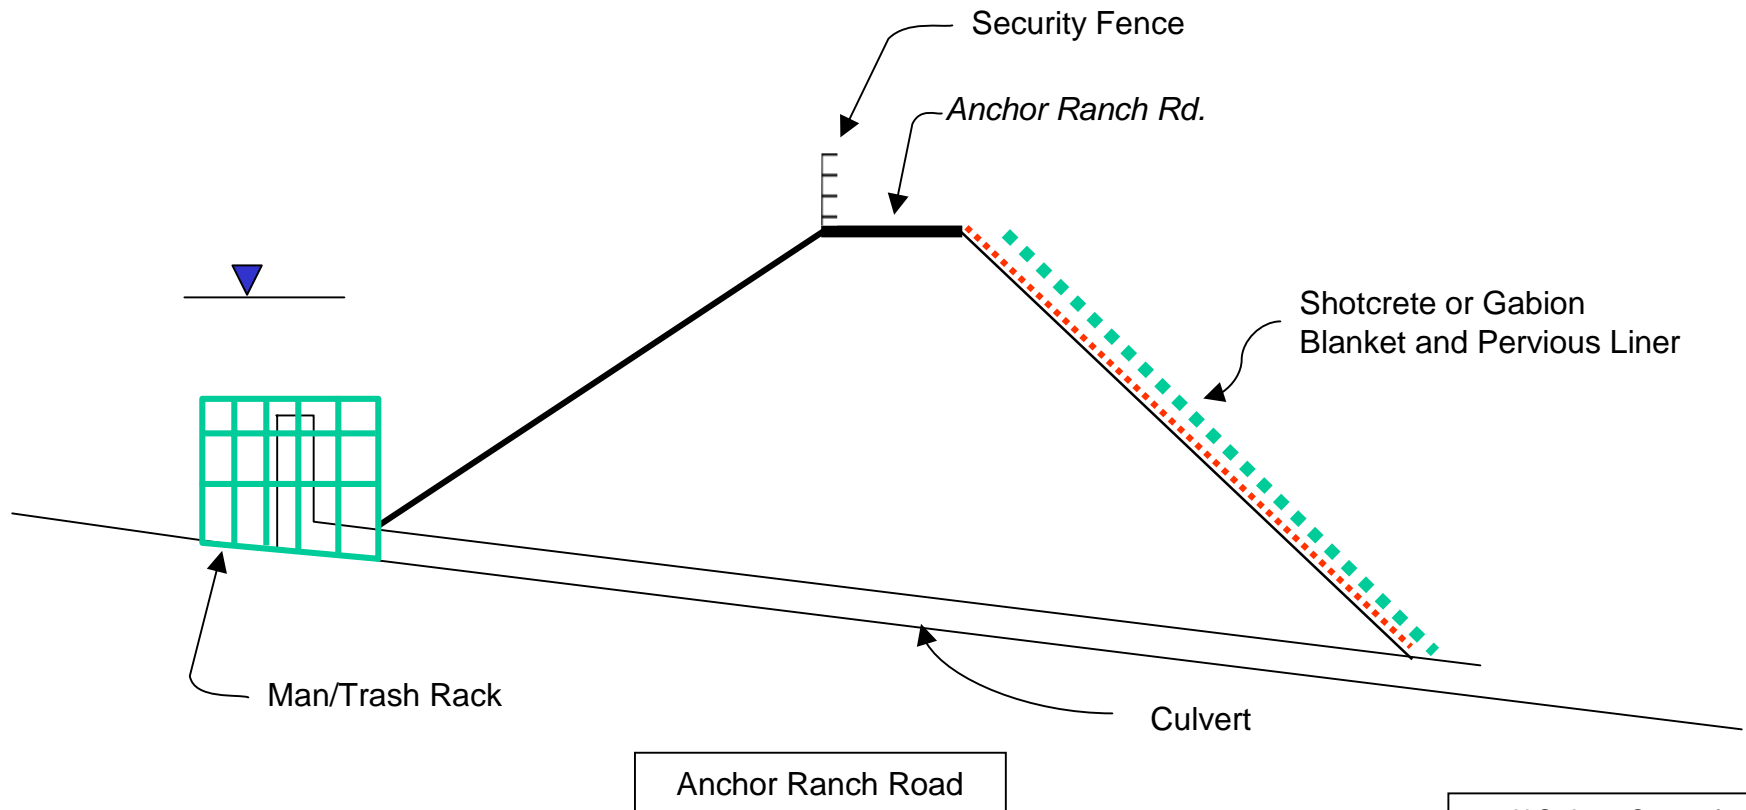 Security Fence
Anchor Ranch Rd.
Shotcrete or Gabion
Blanket and Pervious Liner
Man/Trash Rack
Culvert
Anchor Ranch Road